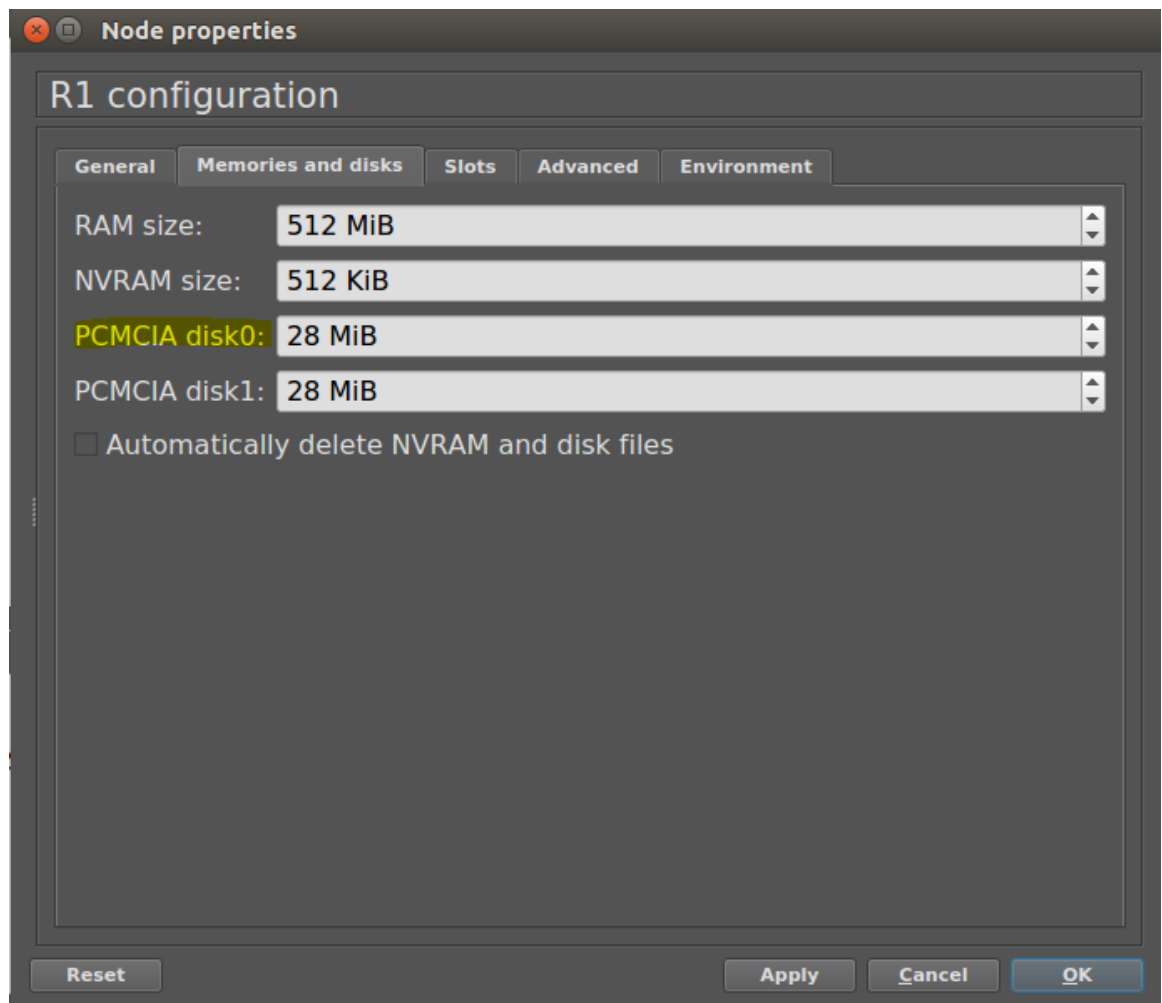 Node properties
R1 configuration
General Memories and disks Slots Advanced Environment
RAM size: 512 MiB
NVRAM size: 512 KiB
PCMCIA disk0: 28 MiB
PCMCIA disk1: 28 MiB
Automatically delete NVRAM and disk files
Reset Apply Cancel OK